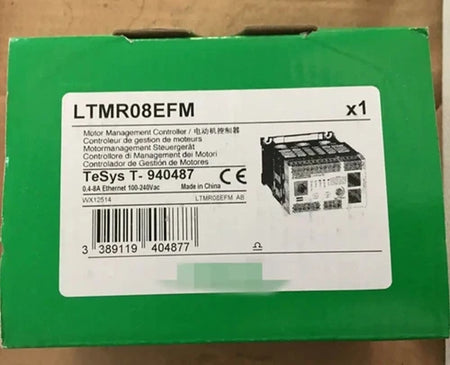 LTMR08EFM x1
Motor Management Controller / 电动机控制器
Controleur de gestion de moteurs
Motormanagement Steuergerät
Controllore di Management dei Motori
Controlador de Gestión de Motores
TeSys T- 940487 CE
0.4-8A Ethernet 100-240Vac Made in China
WX12514 LTMR08EFM AB
3 389119 404877